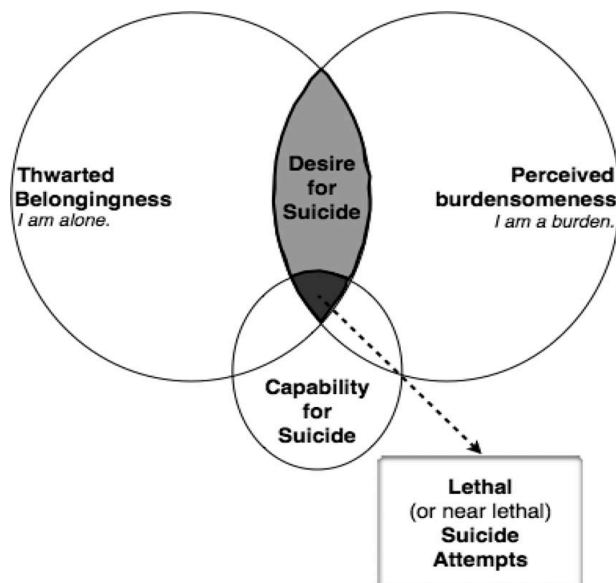 Thwarted
Belongingness
I am alone.
Desire
for
Suicide
Perceived
burdensomeness
I am a burden.
Capability
for
Suicide
Lethal
(or near lethal)
Suicide
Attempts